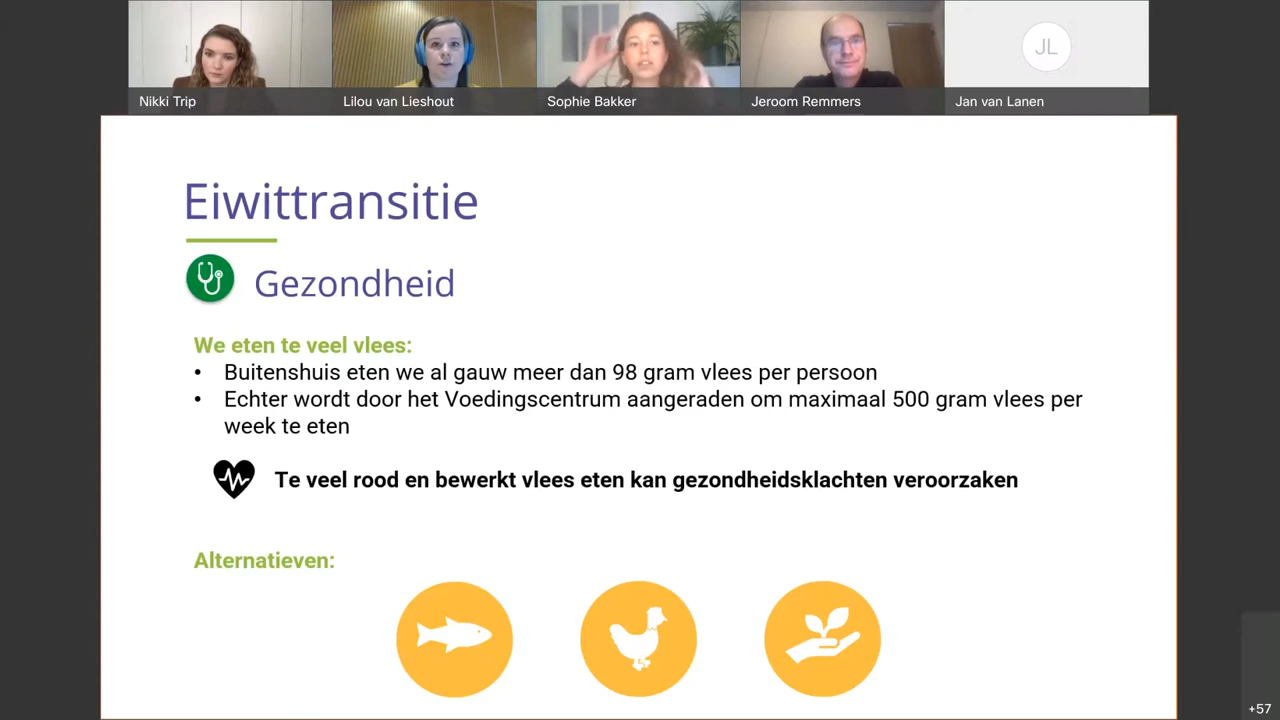 JL
Nikki Trip
Lilou van Lieshout
Sophie Bakker
Jeroom Remmers
Jan van Lanen
Eiwittransitie
Gezondheid
We eten te veel vlees:
• Buitenshuis eten we al gauw meer dan 98 gram vlees per persoon
• Echter wordt door het Voedingscentrum aangeraden om maximaal 500 gram vlees per
week te eten
Te veel rood en bewerkt vlees eten kan gezondheidsklachten veroorzaken
Alternatieven:
+57